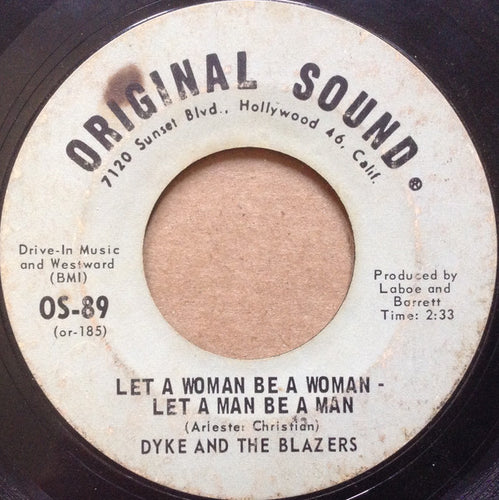 ORIGINAL SOUND®
7120 Sunset Blvd., Hollywood 46, Calif.
Drive-In Music
and Westward
(BMI)
OS-89
(or-185)
Produced by
Laboe and
Barrett
Time: 2:33
LET A WOMAN BE A WOMAN -
LET A MAN BE A MAN
(Arlester Christian)
DYKE AND THE BLAZERS